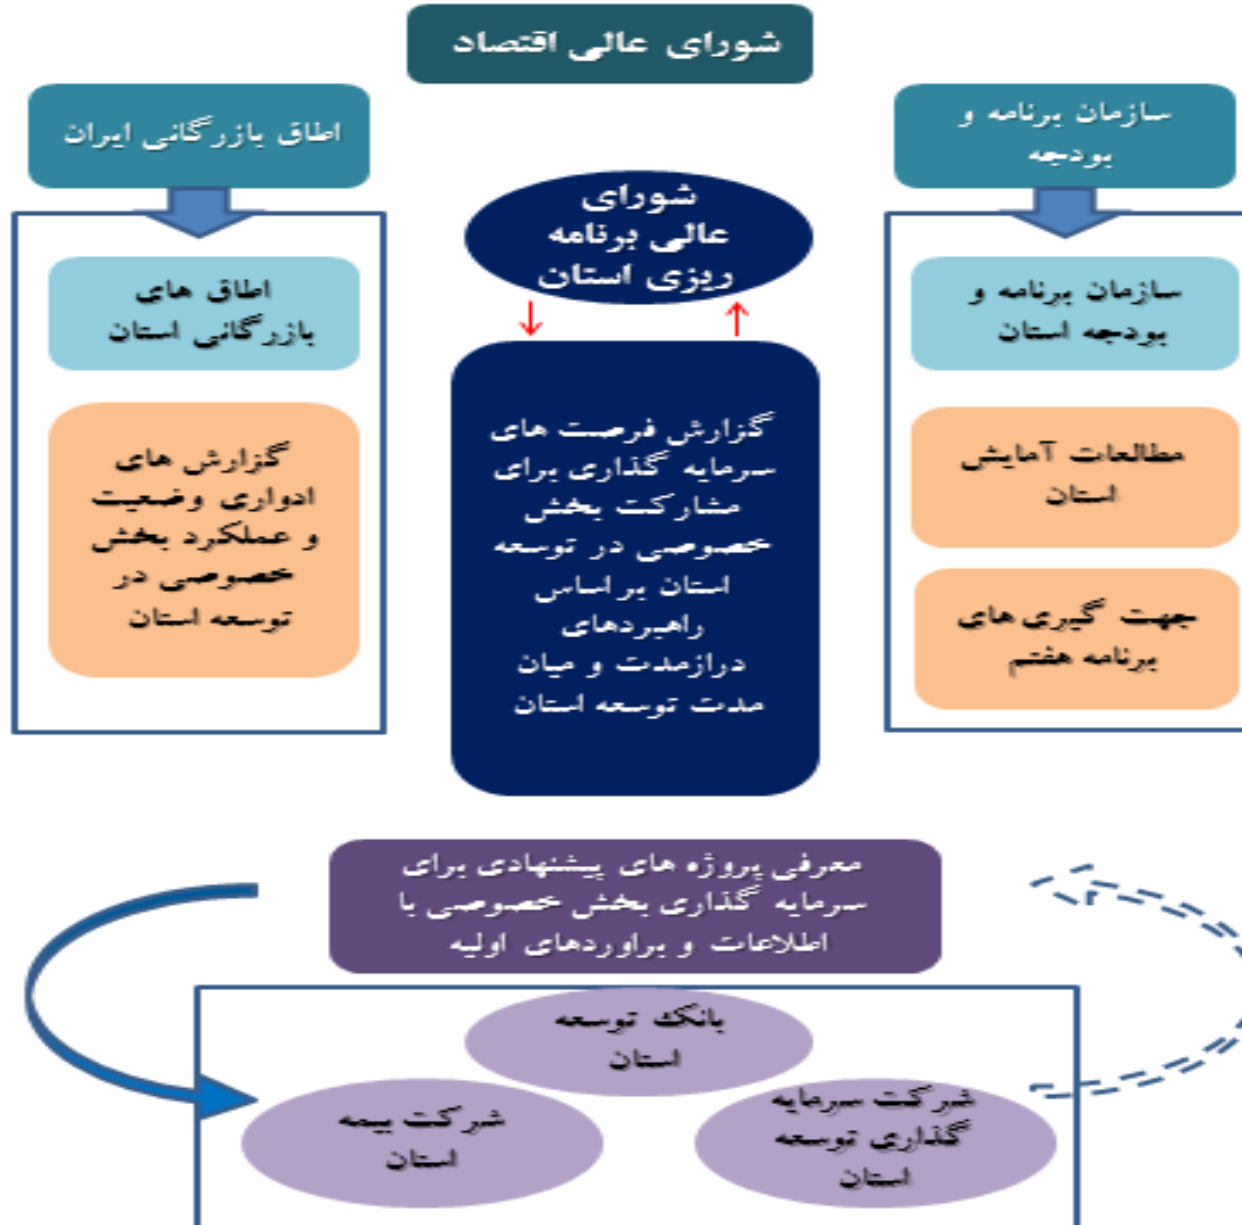 شورای عالی اقتصاد
سازمان برنامه و
بودجه
اطاق بازرگانی ایران
شورای
عالی برنامه
ریزی استان
سازمان برنامه و
بودجه استان
مطالعات آمایش
استان
جهت گیری های
برنامه هفتم
گزارش فرصت های
سرمایه گذاری برای
مشارکت بخش
خصوصی در توسعه
استان براساس
راهبردهای
درازمدت و میان
مدت توسعه استان
اطاق های
بازرگانی استان
گزارش های
ادواری وضعیت
و عملکرد بخش
خصوصی در
توسعه استان
معرفی پروژه های پیشنهادی برای
سرمایه گذاری بخش خصوصی با
اطلاعات و براوردهای اولیه
بانک توسعه
استان
شرکت سرمایه
گذاری توسعه
استان
شرکت بیمه
استان